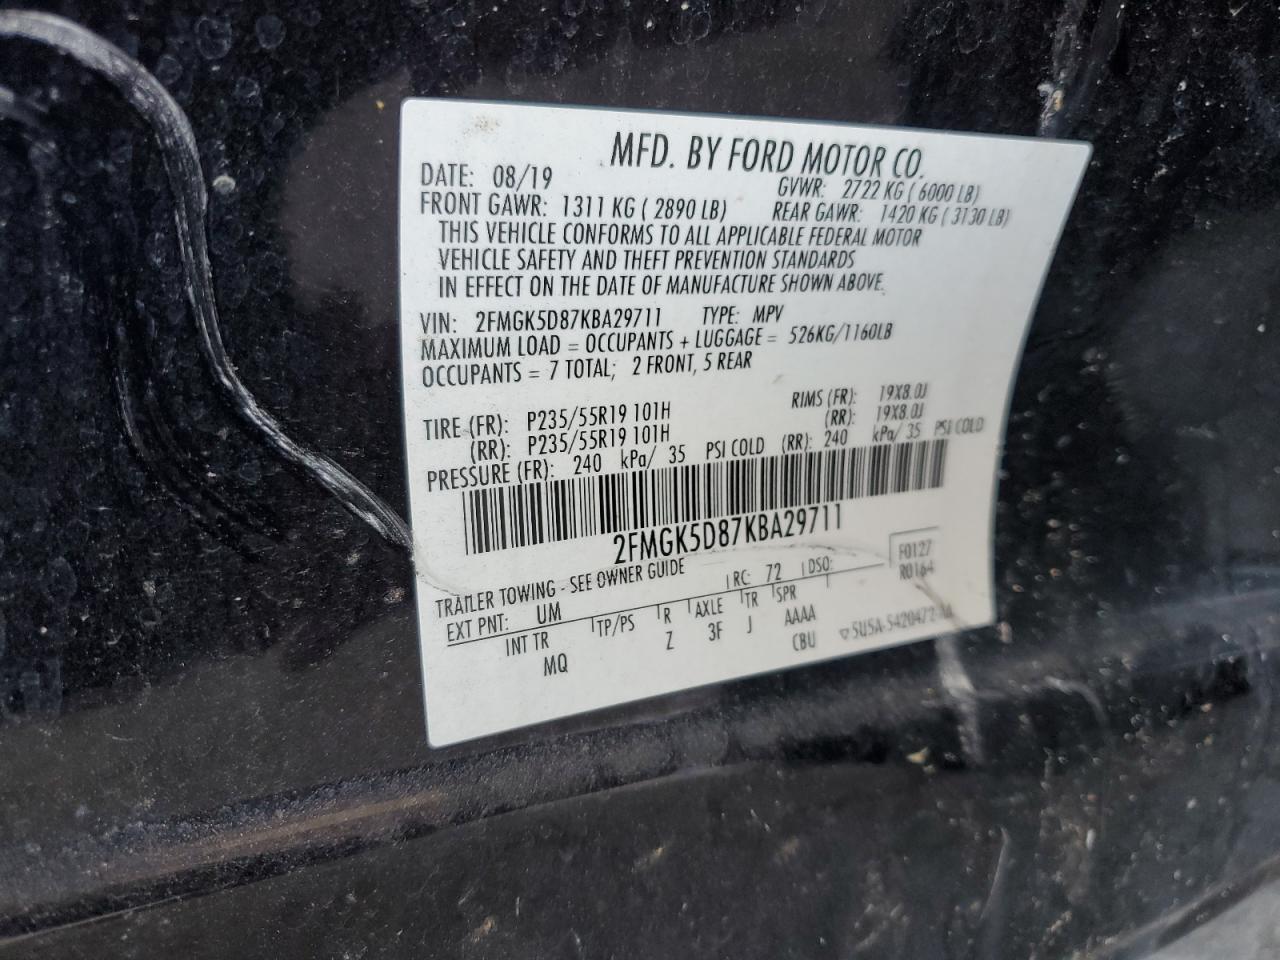 MFD. BY FORD MOTOR CO.
DATE: 08/19 GVWR: 2722 KG ( 6000 LB)
FRONT GAWR: 1311 KG ( 2890 LB) REAR GAWR: 1420 KG ( 3130 LB)
THIS VEHICLE CONFORMS TO ALL APPLICABLE FEDERAL MOTOR
VEHICLE SAFETY AND THEFT PREVENTION STANDARDS
IN EFFECT ON THE DATE OF MANUFACTURE SHOWN ABOVE.
VIN: 2FMGK5D87KBA29711 TYPE: MPV
MAXIMUM LOAD = OCCUPANTS + LUGGAGE = 526KG/1160LB
OCCUPANTS = 7 TOTAL; 2 FRONT, 5 REAR
TIRE (FR): P235/55R19 101H RIMS (FR): 19X8.0J
(RR): P235/55R19 101H (RR): 19X8.0J
PRESSURE (FR): 240 kPa/ 35 PSI COLD (RR): 240 kPa/ 35 PSI COLD
2FMGK5D87KBA29711
F0127
R0164
TRAILER TOWING - SEE OWNER GUIDE
EXT PNT: UM RC: 72 DSO:
INT TR TP/PS R AXLE TR SPR
MQ Z 3F J AAAA
CBU